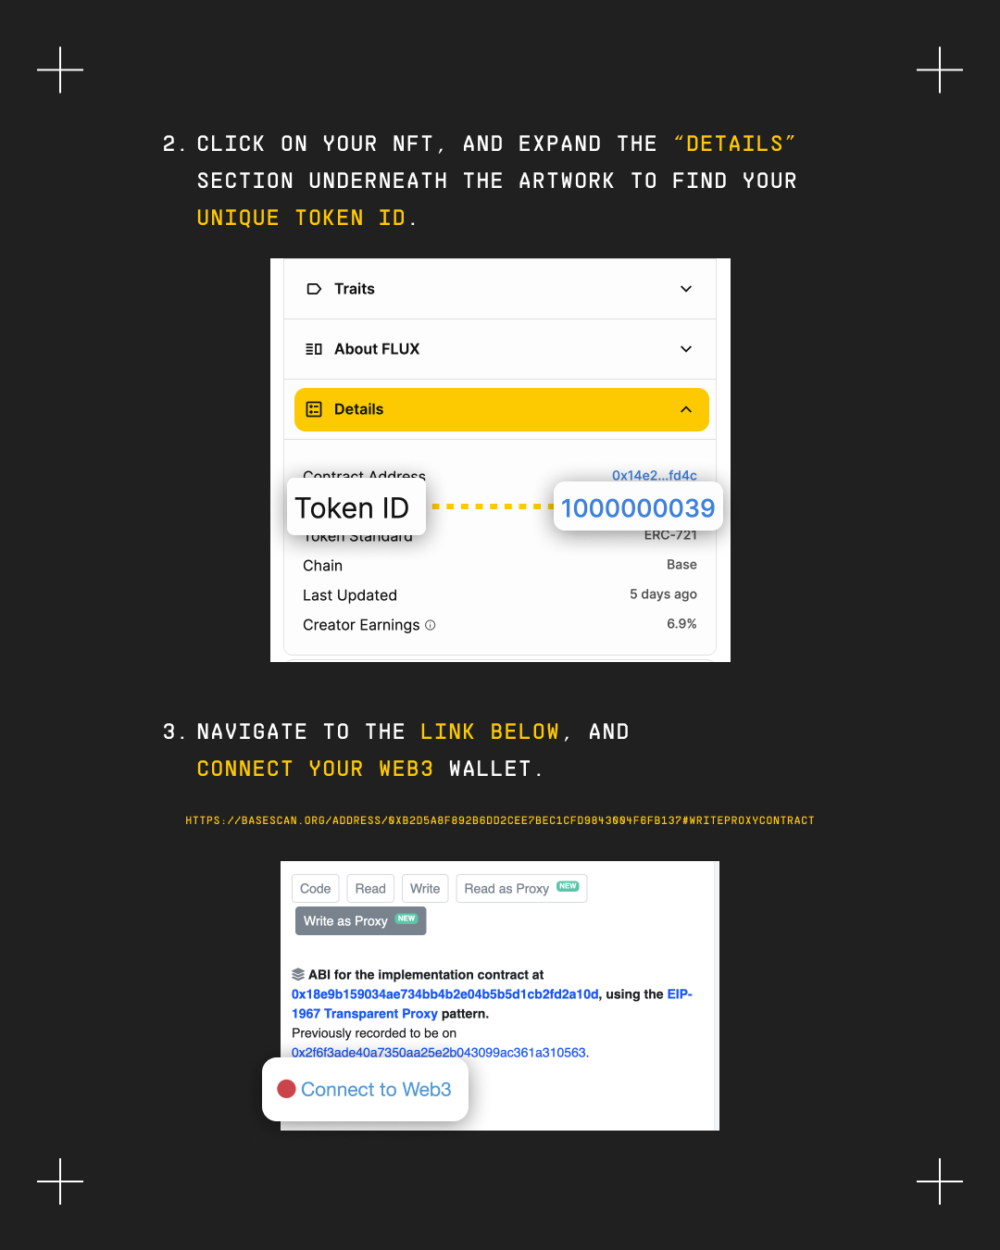 2. CLICK ON YOUR NFT, AND EXPAND THE “DETAILS”
SECTION UNDERNEATH THE ARTWORK TO FIND YOUR
UNIQUE TOKEN ID.
Traits
About FLUX
Details
Contract Address 0x14e2...fd4c
Token ID 1000000039
Token Standard ERC-721
Chain Base
Last Updated 5 days ago
Creator Earnings 6.9%
3. NAVIGATE TO THE LINK BELOW, AND
CONNECT YOUR WEB3 WALLET.
HTTPS://BASESCAN.ORG/ADDRESS/0XB2D5A8F892B6DD2CEE7BEC1CFD9843004F6FB137#WRITEPROXYCONTRACT
Code Read Write Read as Proxy NEW
Write as Proxy NEW
ABI for the implementation contract at
0x18e9b159034ae734bb4b2e04b5b5d1cb2fd2a10d, using the EIP-
1967 Transparent Proxy pattern.
Previously recorded to be on
0x2f6f3ade40a7350aa25e2b043099ac361a310563.
Connect to Web3